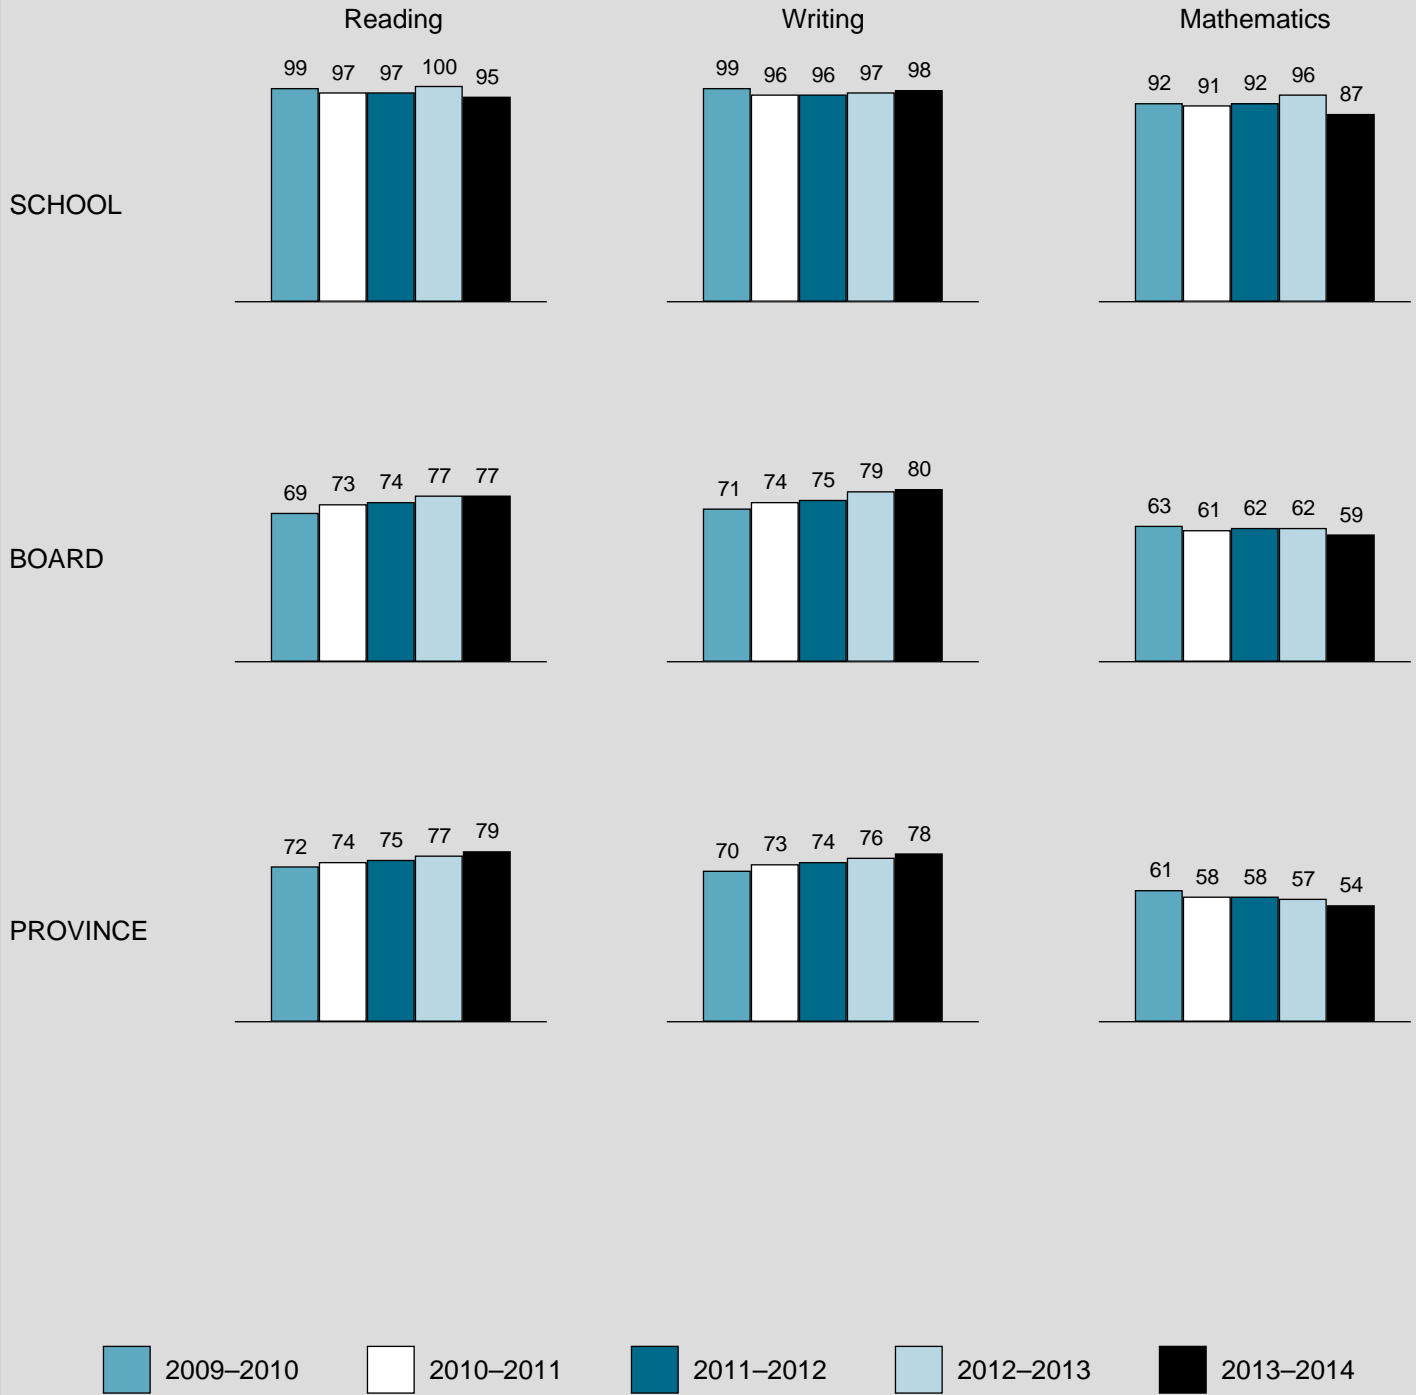 Reading Writing Mathematics
99 97 97 100 95 99 96 96 97 98 92 91 92 96 87
SCHOOL
69 73 74 77 77 71 74 75 79 80 63 61 62 62 59
BOARD
72 74 75 77 79 70 73 74 76 78 61 58 58 57 54
PROVINCE
2009–2010 2010–2011 2011–2012 2012–2013 2013–2014